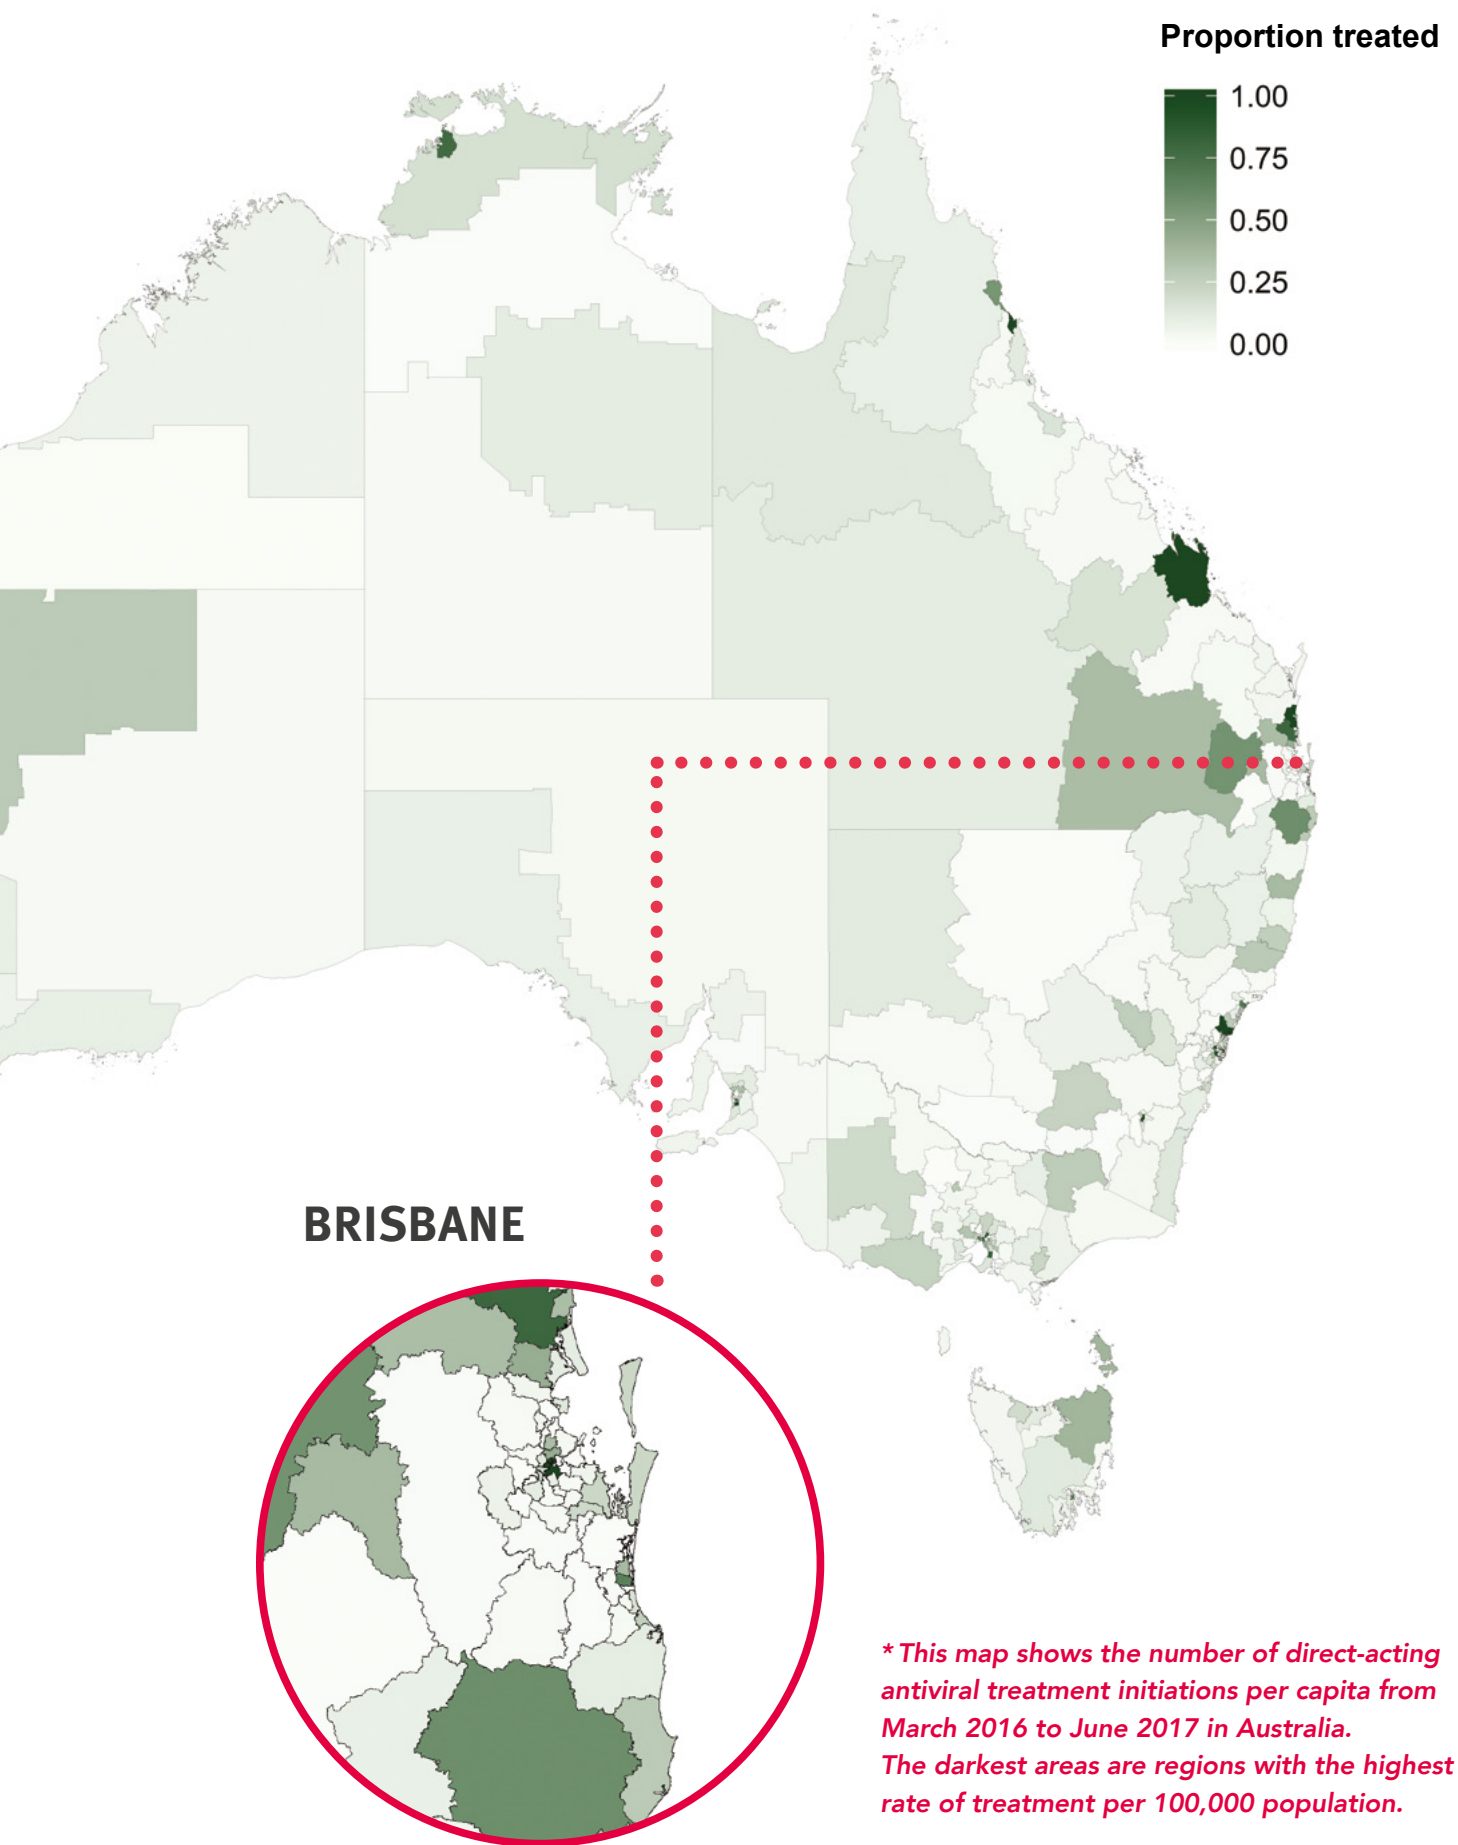 Proportion treated
1.00
0.75
0.50
0.25
0.00
BRISBANE
* This map shows the number of direct-acting
antiviral treatment initiations per capita from
March 2016 to June 2017 in Australia.
The darkest areas are regions with the highest
rate of treatment per 100,000 population.